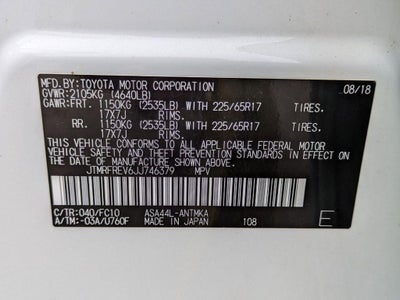 MFD.BY:TOYOTA MOTOR CORPORATION 08/18
GVWR:2105KG (4640LB)
GAWR:FRT. 1150KG (2535LB) WITH 225/65R17 TIRES.
17X7J RIMS.
RR. 1150KG (2535LB) WITH 225/65R17 TIRES.
17X7J RIMS.
THIS VEHICLE CONFORMS TO ALL APPLICABLE FEDERAL MOTOR
VEHICLE SAFETY STANDARDS IN EFFECT ON THE DATE OF
MANUFACTURE SHOWN ABOVE.
JTMRFREV6JJ746379 MPV
C/TR:040/FC10 ASA44L-ANTMKA
A/TM:-03A/U760F MADE IN JAPAN 108 E